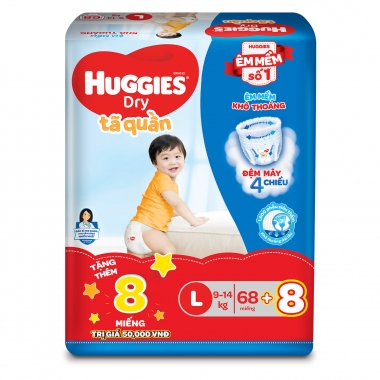 HUGGIES
ÊM MỀM
SỐ 1
HUGGIES
Dry
tã quần
ÊM MỀM
KHÔ THOÁNG
ĐỆM MÂY
4 CHIỀU
TẶNG
THÊM
8
MIẾNG
TRỊ GIÁ 50.000 VNĐ
L
9-14
kg
68
miếng
+8